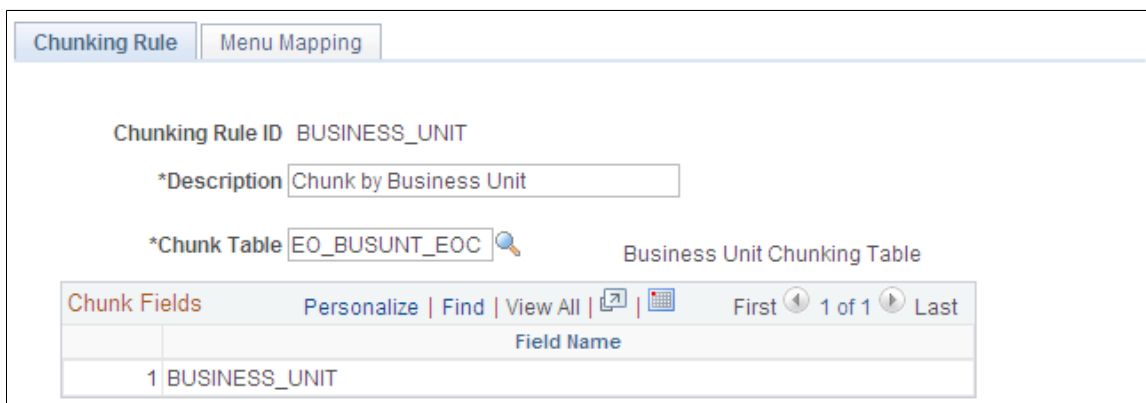 Chunking Rule Menu Mapping
Chunking Rule ID BUSINESS_UNIT
*Description Chunk by Business Unit
*Chunk Table EO_BUSUNT_EOC Business Unit Chunking Table
Chunk Fields Personalize | Find | View All | | First 1 of 1 Last
Field Name
1 BUSINESS_UNIT